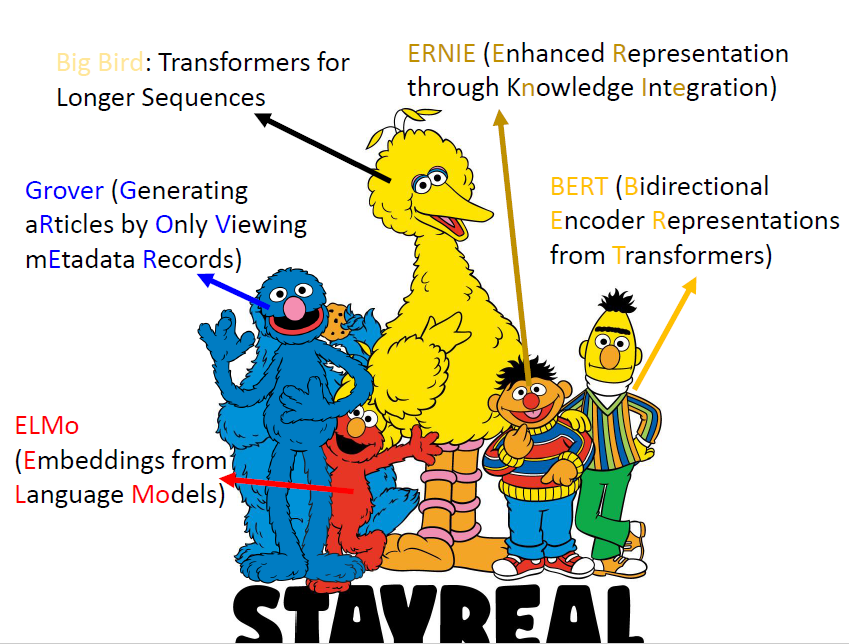 Big Bird: Transformers for
Longer Sequences
ERNIE (Enhanced Representation
through Knowledge Integration)
Grover (Generating
aRticles by Only Viewing
mEtadata Records)
BERT (Bidirectional
Encoder Representations
from Transformers)
ELMo
(Embeddings from
Language Models)
STAYREAL